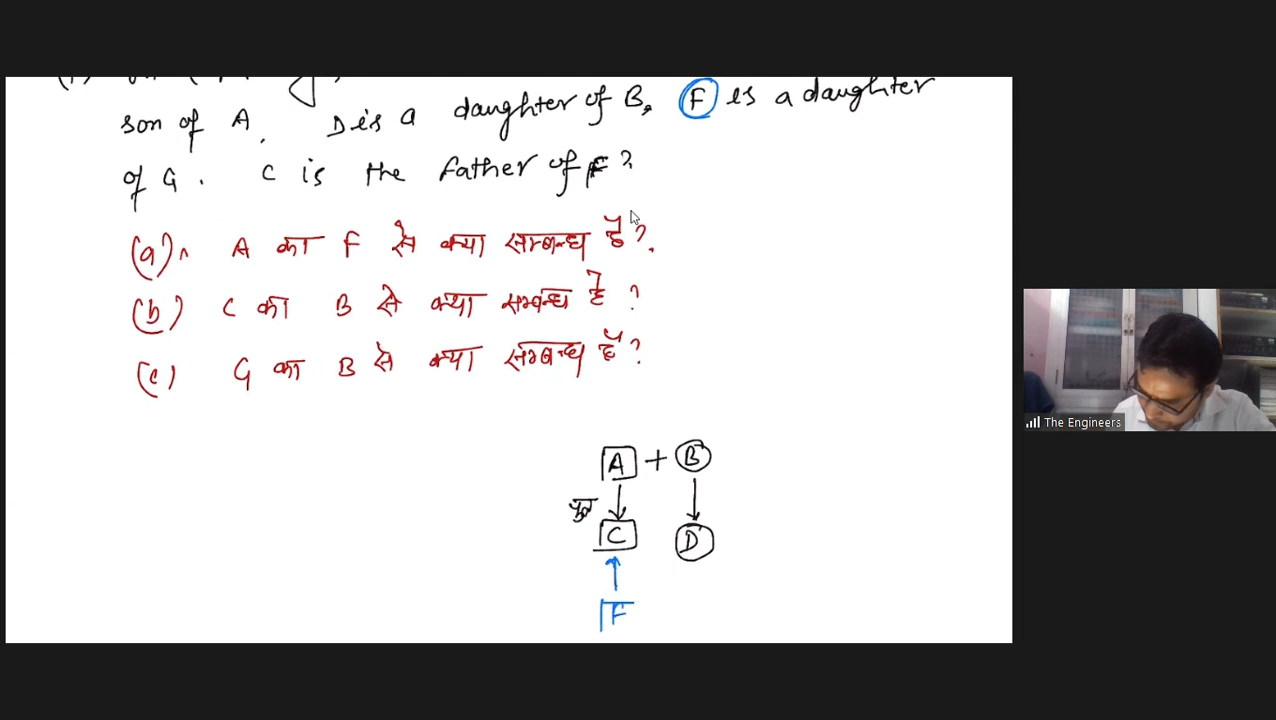 son of A. D is a daughter of B, F is a daughter
of G. C is the father of F?
(a) A का F से क्या सम्बन्ध है?
(b) C का B से क्या सम्बन्ध है?
(c) G का B से क्या सम्बन्ध है?
The Engineers
A + B
पुत्र
C D
F